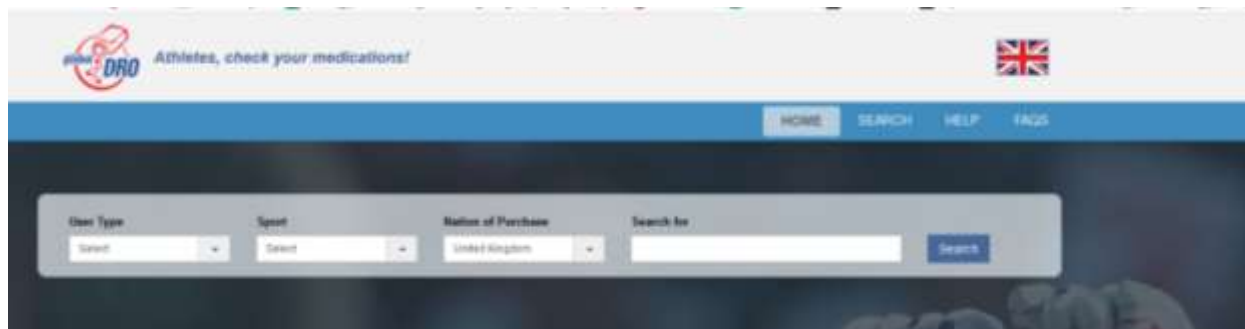 global DRO
Athletes, check your medications!
HOME SEARCH HELP FAQS
User Type Sport Nation of Purchase Search for
Select Select United Kingdom Search